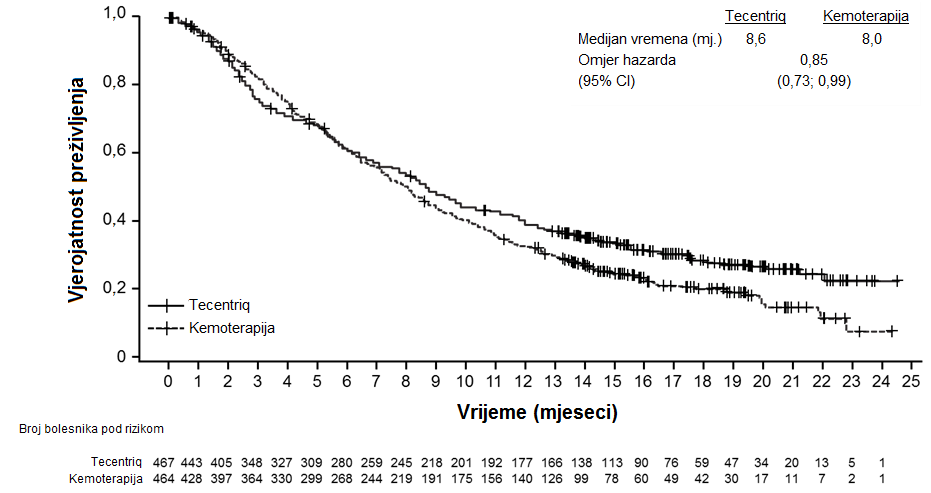 Tecentriq Kemoterapija
Medijan vremena (mj.) 8,6 8,0
Omjer hazarda 0,85
(95% CI) (0,73; 0,99)
Vjerojatnost preživljenja
1,0
0,8
0,6
0,4
0,2
0
Tecentriq
Kemoterapija
0 1 2 3 4 5 6 7 8 9 10 11 12 13 14 15 16 17 18 19 20 21 22 23 24 25
Vrijeme (mjeseci)
Broj bolesnika pod rizikom
Tecentriq 467 443 405 348 327 309 280 259 245 218 201 192 177 166 138 113 90 76 59 47 34 20 13 5 1
Kemoterapija 464 428 397 364 330 299 268 244 219 191 175 156 140 126 99 78 60 49 42 30 17 11 7 2 1